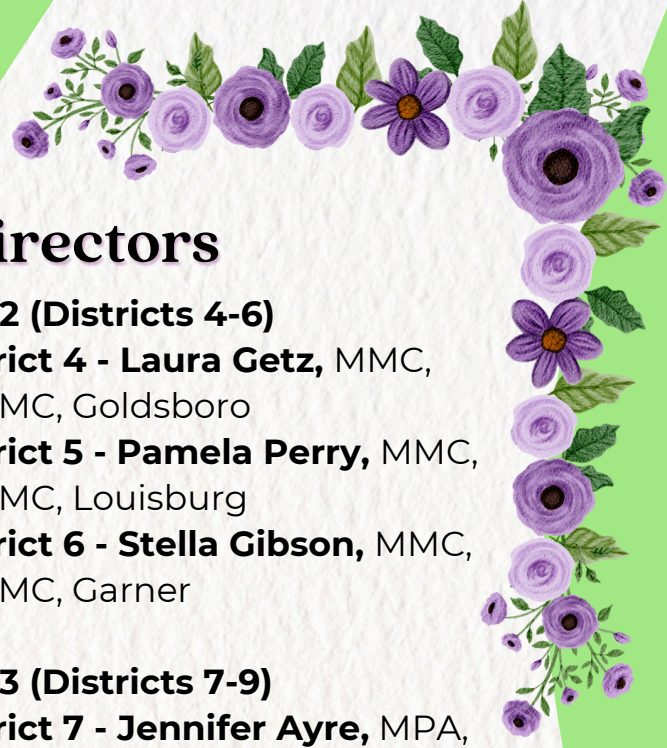 irectors
2 (Districts 4-6)
rict 4 - Laura Getz, MMC,
MC, Goldsboro
rict 5 - Pamela Perry, MMC,
MC, Louisburg
rict 6 - Stella Gibson, MMC,
MC, Garner
3 (Districts 7-9)
rict 7 - Jennifer Ayre, MPA,